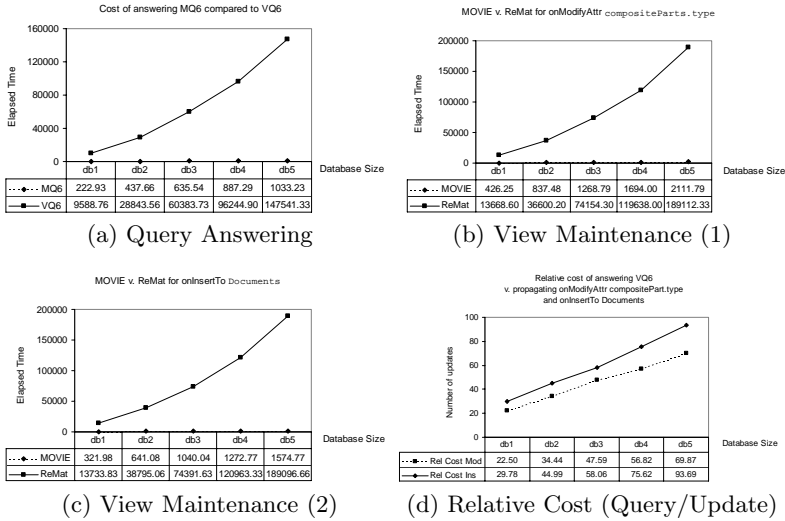 Cost of answering MQ6 compared to VQ6
160000
120000
80000
40000
0
Elapsed Time
db1 db2 db3 db4 db5
Database Size
MQ6 222.93 437.66 635.54 887.29 1033.23
VQ6 9588.76 28843.56 60383.73 96244.90 147541.33
(a) Query Answering
MOVIE v. ReMat for onModifyAttr compositeParts.type
200000
150000
100000
50000
0
Elapsed Time
db1 db2 db3 db4 db5
Database Size
MOVIE 426.25 837.48 1268.79 1694.00 2111.79
ReMat 13668.60 36600.20 74154.30 119638.00 189112.33
(b) View Maintenance (1)
MOVIE v. ReMat for onInsertTo Documents
200000
150000
100000
50000
0
Elapsed Time
db1 db2 db3 db4 db5
Database Size
MOVIE 321.98 641.08 1040.04 1272.77 1574.77
ReMat 13733.83 38795.06 74391.63 120963.33 189096.66
(c) View Maintenance (2)
Relative cost of answering VQ6
v. propagating onModifyAttr compositePart.type
and onInsertTo Documents
100
80
60
40
20
0
Number of updates
db1 db2 db3 db4 db5
Database Size
Rel Cost Mod 22.50 34.44 47.59 56.82 69.87
Rel Cost Ins 29.78 44.99 58.06 75.62 93.69
(d) Relative Cost (Query/Update)